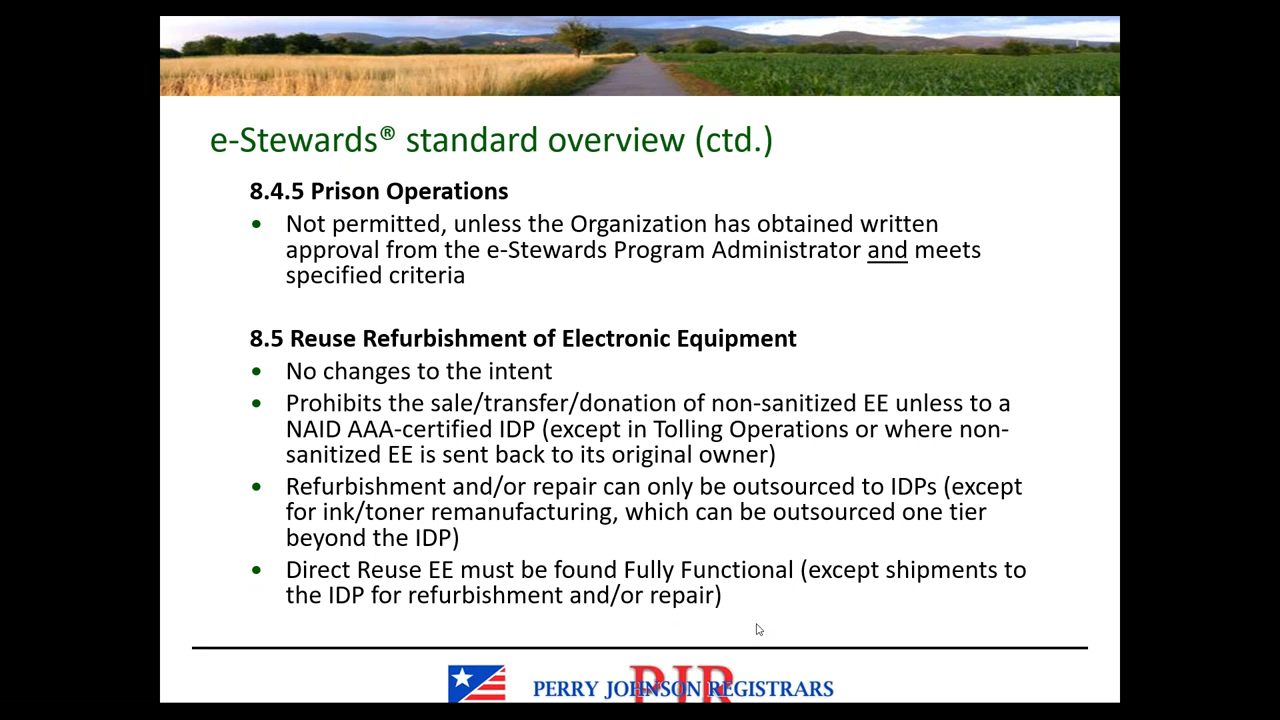 e-Stewards® standard overview (ctd.)
8.4.5 Prison Operations
• Not permitted, unless the Organization has obtained written
approval from the e-Stewards Program Administrator and meets
specified criteria
8.5 Reuse Refurbishment of Electronic Equipment
• No changes to the intent
• Prohibits the sale/transfer/donation of non-sanitized EE unless to a
NAID AAA-certified IDP (except in Tolling Operations or where non-
sanitized EE is sent back to its original owner)
• Refurbishment and/or repair can only be outsourced to IDPs (except
for ink/toner remanufacturing, which can be outsourced one tier
beyond the IDP)
• Direct Reuse EE must be found Fully Functional (except shipments to
the IDP for refurbishment and/or repair)
PJR
PERRY JOHNSON REGISTRARS